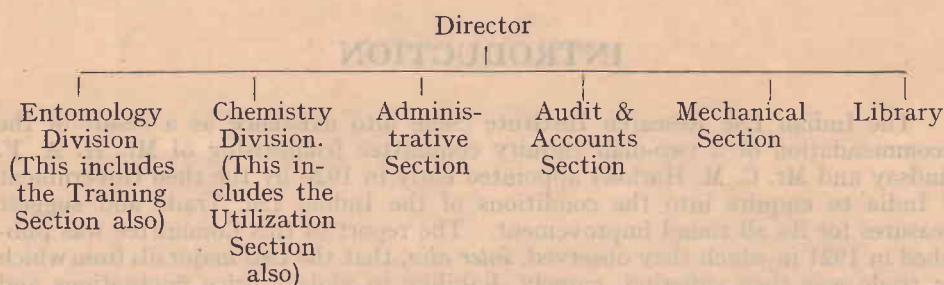 Director
Entomology
Division
(This includes
the Training
Section also)
Chemistry
Division.
(This in-
cludes the
Utilization
Section
also)
Adminis-
trative
Section
Audit &
Accounts
Section
Mechanical
Section
Library